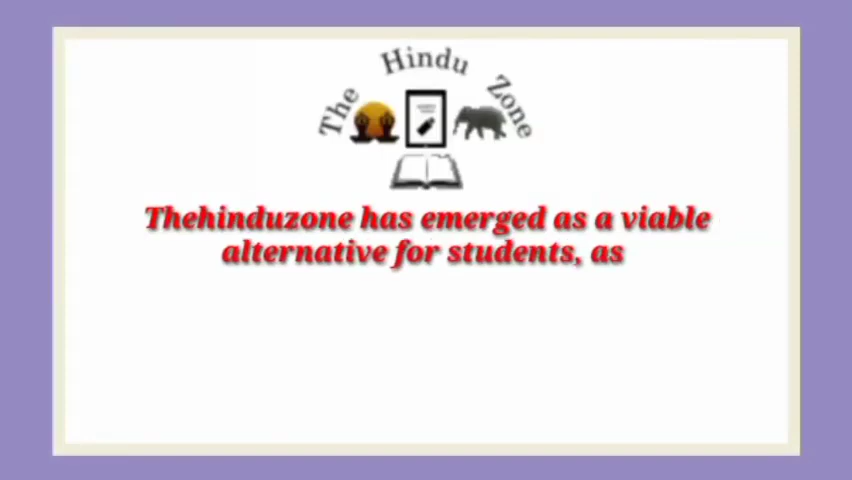 The Hindu Zone
Thehinduzone has emerged as a viable
alternative for students, as